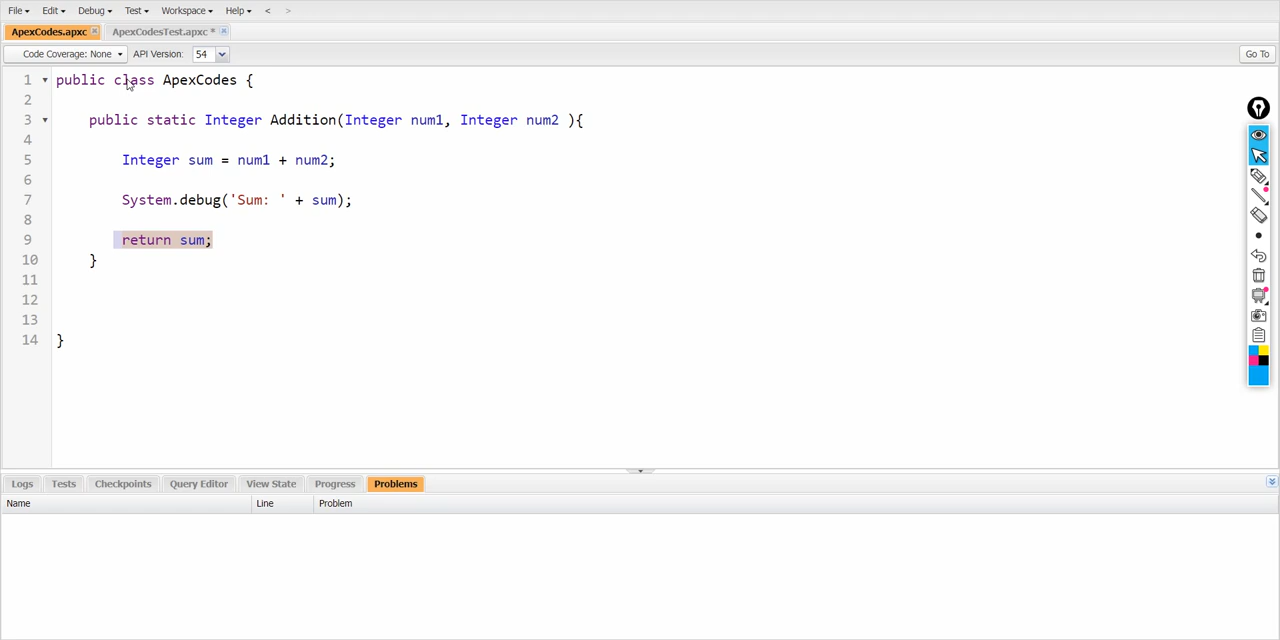 File Edit Debug Test Workspace Help < >
ApexCodes.apxc ApexCodesTest.apxc *
Code Coverage: None API Version: 54 Go To
1 public class ApexCodes {
2
3 public static Integer Addition(Integer num1, Integer num2 ){
4
5 Integer sum = num1 + num2;
6
7 System.debug('Sum: ' + sum);
8
9 return sum;
10 }
11
12
13
14 }
Logs Tests Checkpoints Query Editor View State Progress Problems
Name Line Problem